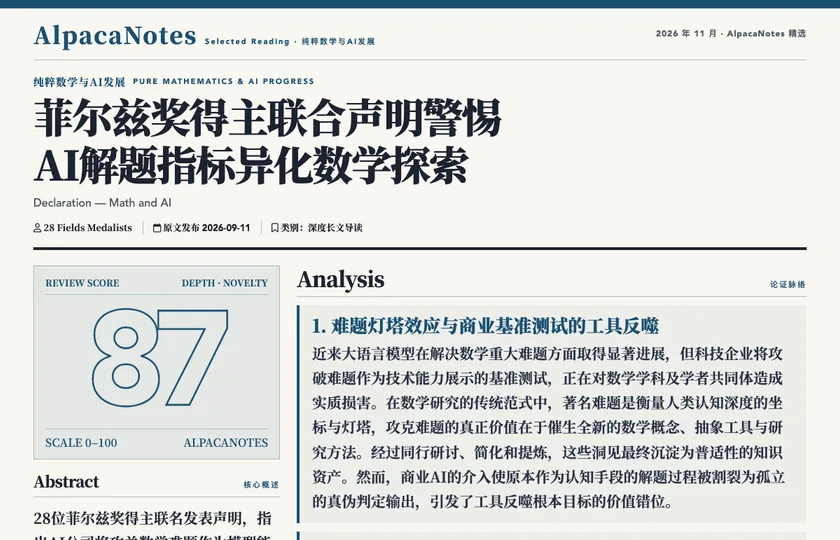 AlpacaNotes Selected Reading · 纯粹数学与AI发展
2026 年 11 月 · AlpacaNotes 精选
纯粹数学与AI发展 PURE MATHEMATICS & AI PROGRESS
菲尔兹奖得主联合声明警惕
AI解题指标异化数学探索
Declaration — Math and AI
28 Fields Medalists 原文发布 2026-09-11 类别：深度长文导读
REVIEW SCORE DEPTH · NOVELTY
87
SCALE 0–100 ALPACANOTES
Abstract 核心概述
28位菲尔兹奖得主联名发表声明，指
Analysis 论证脉络
1. 难题灯塔效应与商业基准测试的工具反噬
近来大语言模型在解决数学重大难题方面取得显著进展，但科技企业将攻
破难题作为技术能力展示的基准测试，正在对数学学科及学者共同体造成
实质损害。在数学研究的传统范式中，著名难题是衡量人类认知深度的坐
标与灯塔，攻克难题的真正价值在于催生全新的数学概念、抽象工具与研
究方法。经过同行研讨、简化和提炼，这些洞见最终沉淀为普适性的知识
资产。然而，商业AI的介入使原本作为认知手段的解题过程被割裂为孤立
的真伪判定输出，引发了工具反噬根本目标的价值错位。